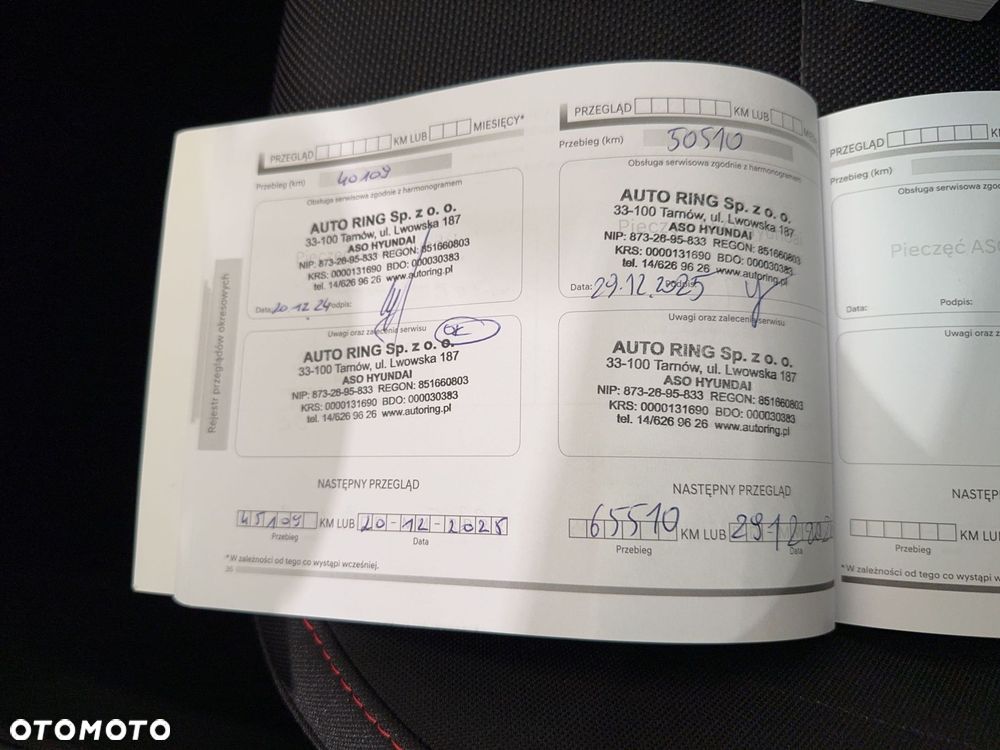 PRZEGLĄD KM LUB MIESIĘCY*
Przebieg (km) 40109
Obsługa serwisowa zgodnie z harmonogramem
AUTO RING Sp. z o. o.
33-100 Tarnów, ul. Lwowska 187
ASO HYUNDAI
NIP: 873-26-95-833 REGON: 851660803
KRS: 0000131690 BDO: 000030383
tel. 14/626 96 26 www.autoring.pl
Data: 20.12.24 Podpis:
Uwagi oraz zalecenia serwisu
OK
AUTO RING Sp. z o. o.
33-100 Tarnów, ul. Lwowska 187
ASO HYUNDAI
NIP: 873-26-95-833 REGON: 851660803
KRS: 0000131690 BDO: 000030383
tel. 14/626 96 26 www.autoring.pl
NASTĘPNY PRZEGLĄD
45109 KM LUB 20-12-2025
Przebieg Data
*W zależności od tego co wystąpi wcześniej.
36
Rejestr przeglądów okresowych
PRZEGLĄD KM LUB
Przebieg (km) 50510
Obsługa serwisowa zgodnie z harmonogramem
AUTO RING Sp. z o. o.
33-100 Tarnów, ul. Lwowska 187
ASO HYUNDAI
NIP: 873-26-95-833 REGON: 851660803
KRS: 0000131690 BDO: 000030383
tel. 14/626 96 26 www.autoring.pl
Data: 29.12.2025 Podpis:
Uwagi oraz zalecenia serwisu
AUTO RING Sp. z o. o.
33-100 Tarnów, ul. Lwowska 187
ASO HYUNDAI
NIP: 873-26-95-833 REGON: 851660803
KRS: 0000131690 BDO: 000030383
tel. 14/626 96 26 www.autoring.pl
NASTĘPNY PRZEGLĄD
65510 KM LUB 29-12
Przebieg Data
PRZEGLĄD
Przebieg (km)
Obsługa
Pieczęć ASO
Data: Podpis:
Uwagi oraz
NASTĘP
KM LU
Przebieg
*W zależności od tego co wystąpi w
OTOMOTO